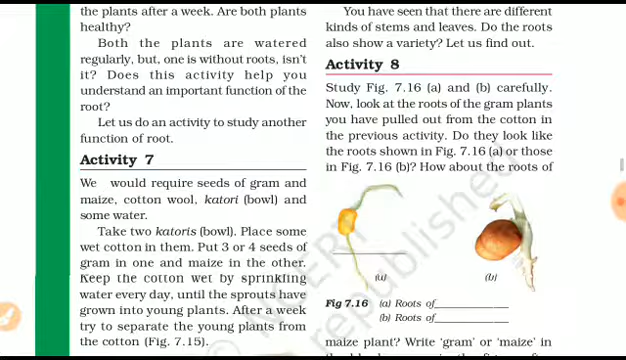 the plants after a week. Are both plants
healthy?
Both the plants are watered
regularly, but, one is without roots, isn't
it? Does this activity help you
understand an important function of the
root?
Let us do an activity to study another
function of root.
Activity 7
We would require seeds of gram and
maize, cotton wool, katori (bowl) and
some water.
Take two katoris (bowl). Place some
wet cotton in them. Put 3 or 4 seeds of
gram in one and maize in the other.
Keep the cotton wet by sprinkling
water every day, until the sprouts have
grown into young plants. After a week
try to separate the young plants from
the cotton (Fig. 7.15).
You have seen that there are different
kinds of stems and leaves. Do the roots
also show a variety? Let us find out.
Activity 8
Study Fig. 7.16 (a) and (b) carefully.
Now, look at the roots of the gram plants
you have pulled out from the cotton in
the previous activity. Do they look like
the roots shown in Fig. 7.16 (a) or those
in Fig. 7.16 (b)? How about the roots of
(a)
(b)
Fig 7.16 (a) Roots of
(b) Roots of
maize plant? Write 'gram' or 'maize' in
© NCERT
republished